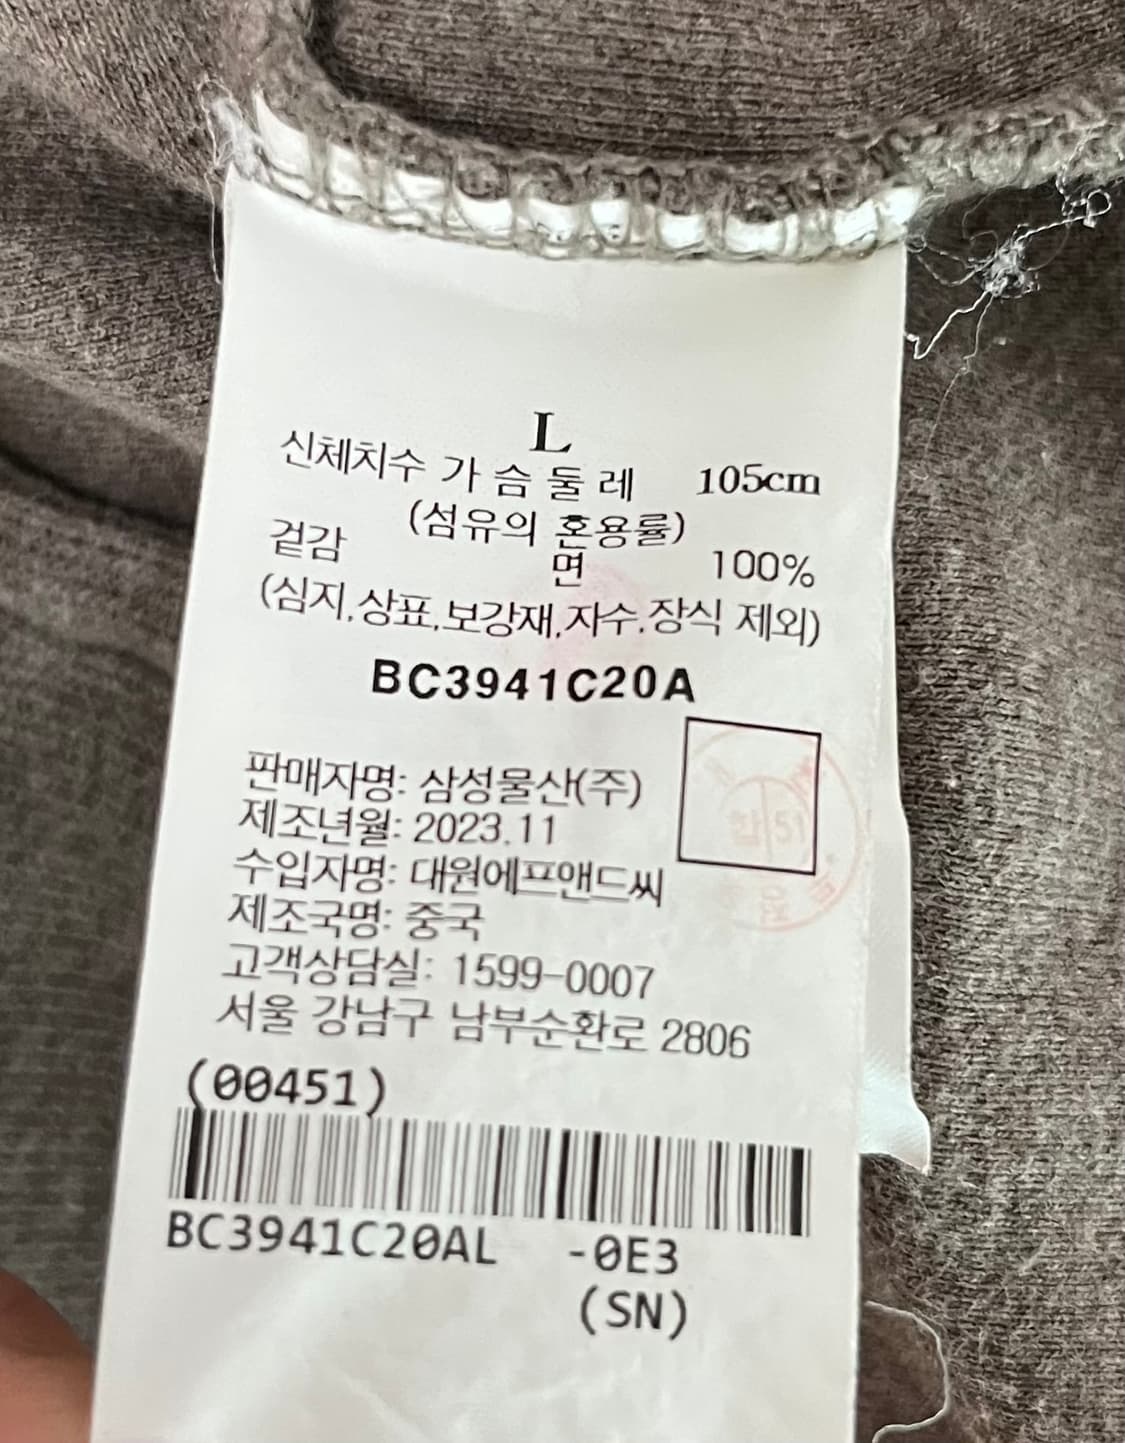 L
신체치수 가 슴 둘 레 105cm
(섬유의 혼용률)
겉감 면 100%
(심지,상표,보강재,자수,장식 제외)
BC3941C20A
판매자명: 삼성물산(주)
제조년월: 2023.11
수입자명: 대원에프앤드씨
제조국명: 중국
고객상담실: 1599-0007
서울 강남구 남부순환로 2806
(00451)
BC3941C20AL -0E3
(SN)